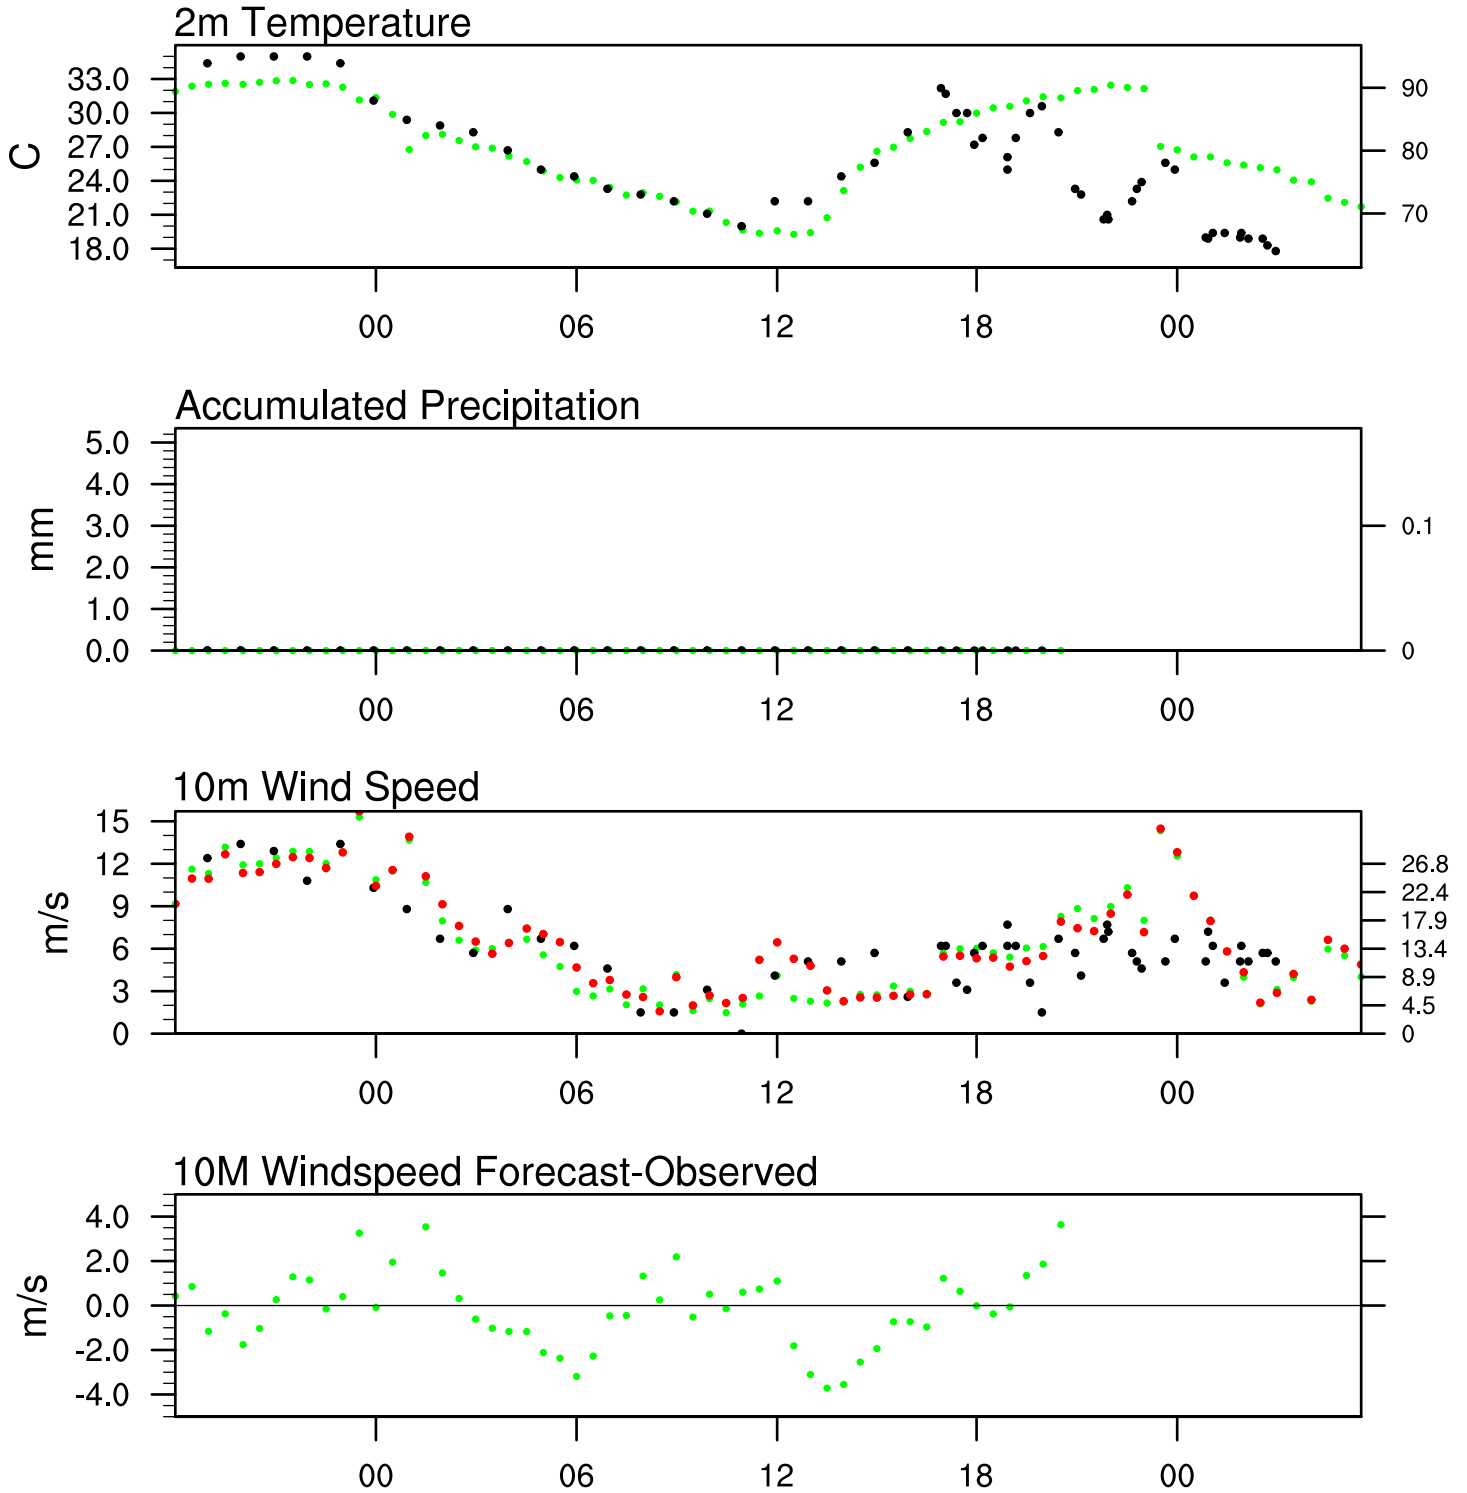 2m Temperature
C
33.0
30.0
27.0
24.0
21.0
18.0
90
80
70
00 06 12 18 00
Accumulated Precipitation
mm
5.0
4.0
3.0
2.0
1.0
0.0
0.1
0
00 06 12 18 00
10m Wind Speed
m/s
15
12
9
6
3
0
26.8
22.4
17.9
13.4
8.9
4.5
0
00 06 12 18 00
10M Windspeed Forecast-Observed
m/s
4.0
2.0
0.0
-2.0
-4.0
00 06 12 18 00